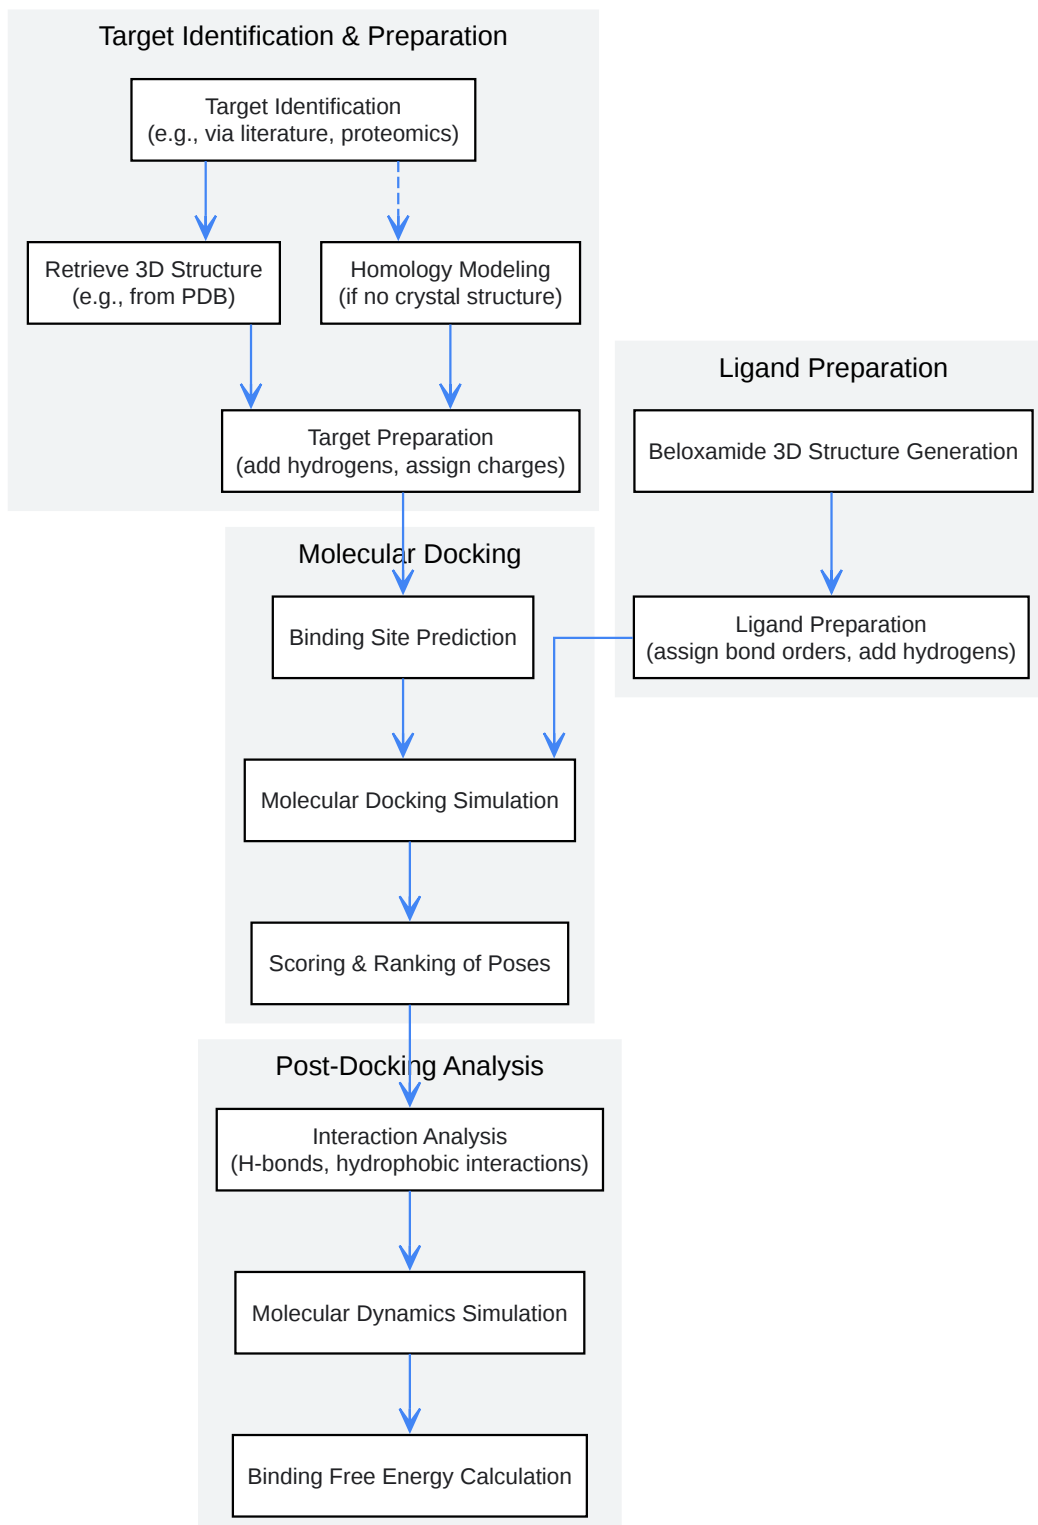 Target Identification & Preparation
Target Identification
(e.g., via literature, proteomics)
Retrieve 3D Structure
(e.g., from PDB)
Homology Modeling
(if no crystal structure)
Target Preparation
(add hydrogens, assign charges)
Ligand Preparation
Beloxamide 3D Structure Generation
Ligand Preparation
(assign bond orders, add hydrogens)
Molecular Docking
Binding Site Prediction
Molecular Docking Simulation
Scoring & Ranking of Poses
Post-Docking Analysis
Interaction Analysis
(H-bonds, hydrophobic interactions)
Molecular Dynamics Simulation
Binding Free Energy Calculation